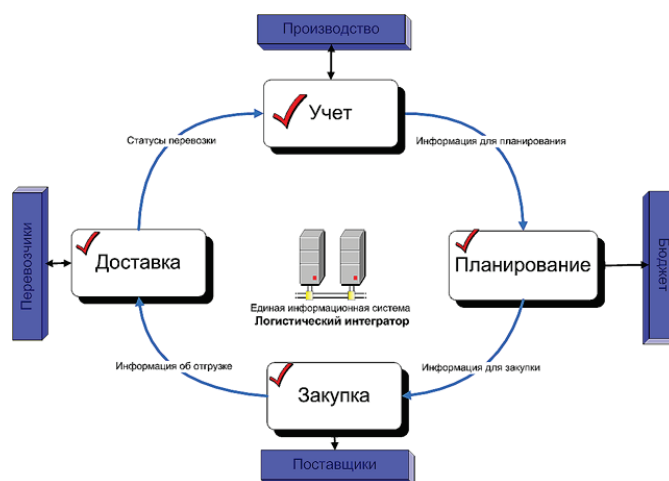 Производство
Учет
Статусы перевозки
Информация для планирования
Перевозчики
Доставка
Планирование
Бюджет
Единая информационная система
Логистический интегратор
Информация об отгрузке
Информация для закупки
Закупка
Поставщики